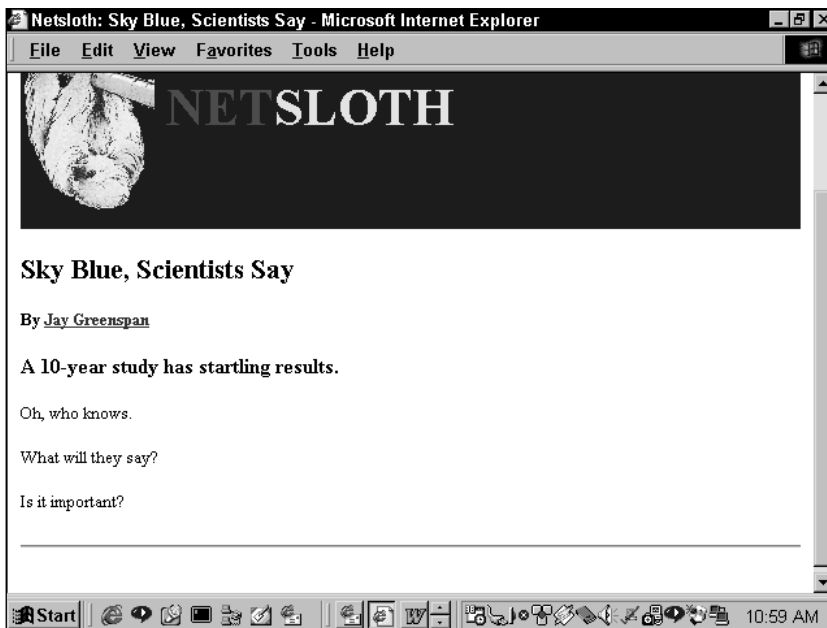 Netsloth: Sky Blue, Scientists Say - Microsoft Internet Explorer
File Edit View Favorites Tools Help
NETSLOTH
Sky Blue, Scientists Say
By Jay Greenspan
A 10-year study has startling results.
Oh, who knows.
What will they say?
Is it important?
Start 10:59 AM